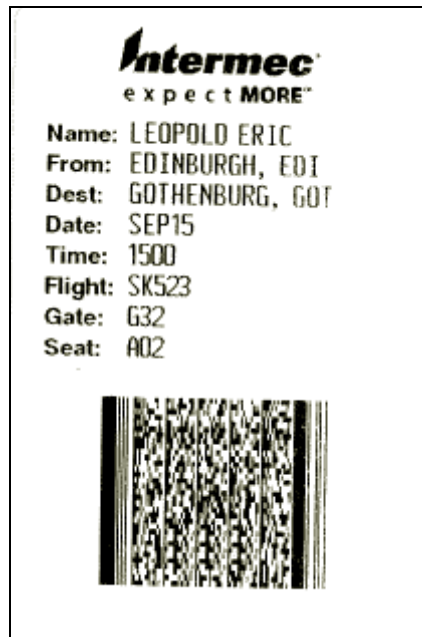 Intermec
expect MORE™
Name: LEOPOLD ERIC
From: EDINBURGH, EDI
Dest: GOTHENBURG, GOT
Date: SEP15
Time: 1500
Flight: SK523
Gate: G32
Seat: A02